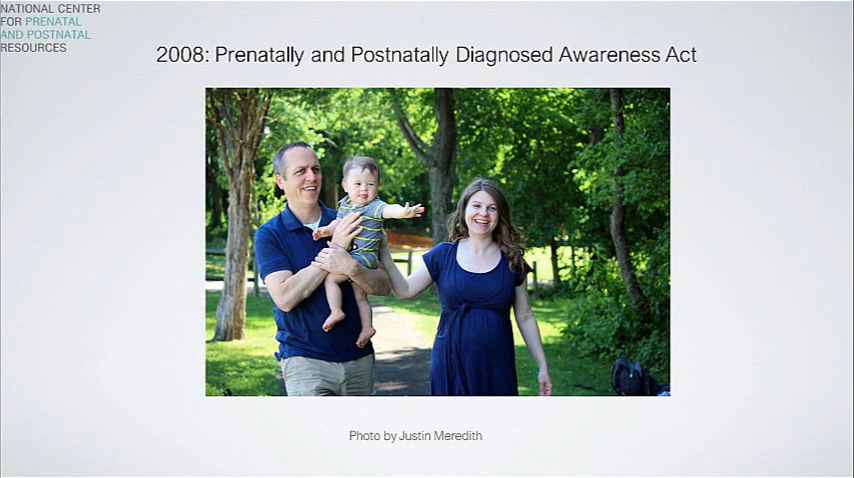 NATIONAL CENTER
FOR PRENATAL
AND POSTNATAL
RESOURCES
2008: Prenatally and Postnatally Diagnosed Awareness Act
Photo by Justin Meredith